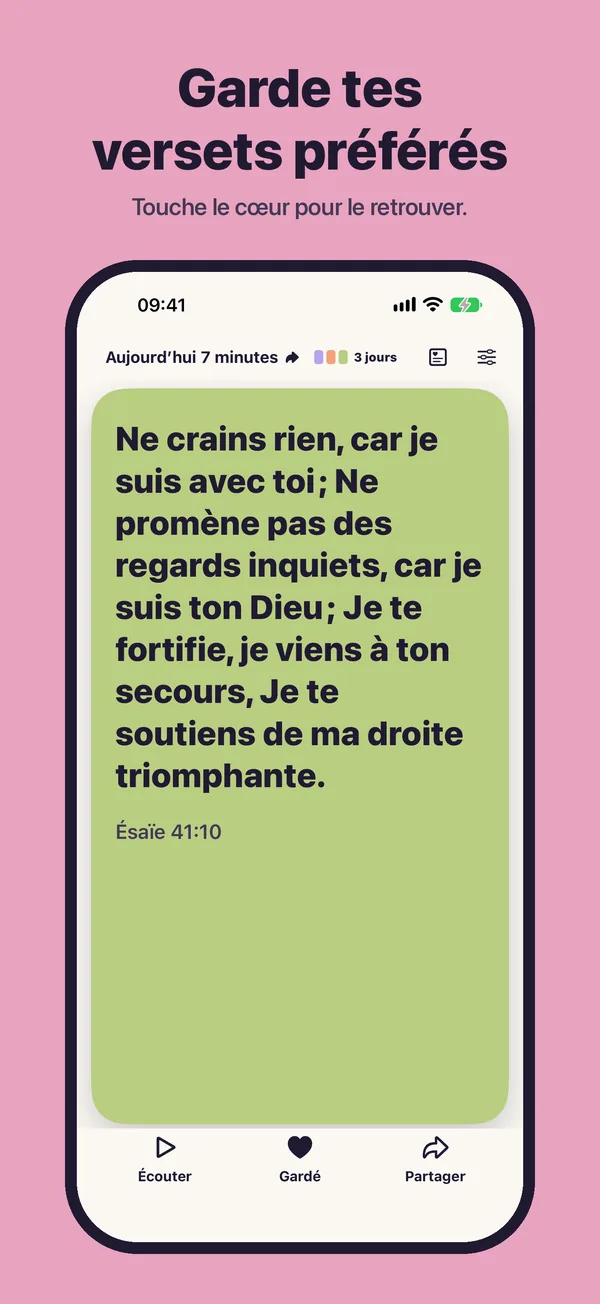 Garde tes
versets préférés
Touche le cœur pour le retrouver.
09:41
Aujourd’hui 7 minutes 3 jours
Ne crains rien, car je
suis avec toi ; Ne
promène pas des
regards inquiets, car je
suis ton Dieu ; Je te
fortifie, je viens à ton
secours, Je te
soutiens de ma droite
triomphante.
Ésaïe 41:10
Écouter Gardé Partager